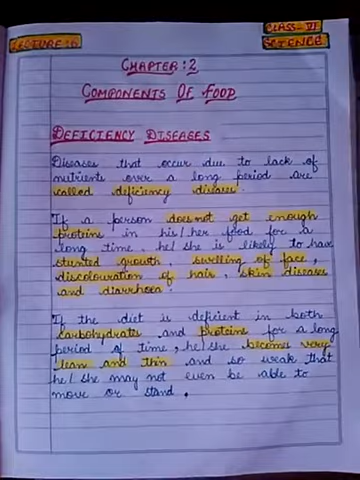 LECTURE:6
CLASS-VI
SCIENCE
CHAPTER:2
COMPONENTS OF FOOD
DEFICIENCY DISEASES
Diseases that occur due to lack of
nutrients over a long period are
called deficiency diseases.
If a person does not get enough
proteins in his/her food for a
long time, he/she is likely to have
stunted growth, swelling of face,
discolouration of hair, skin diseases
and diarrhoea.
If the diet is deficient in both
carbohydrates and proteins for a long
period of time, he/she becomes very
lean and thin and so weak that
he/she may not even be able to
move or stand.